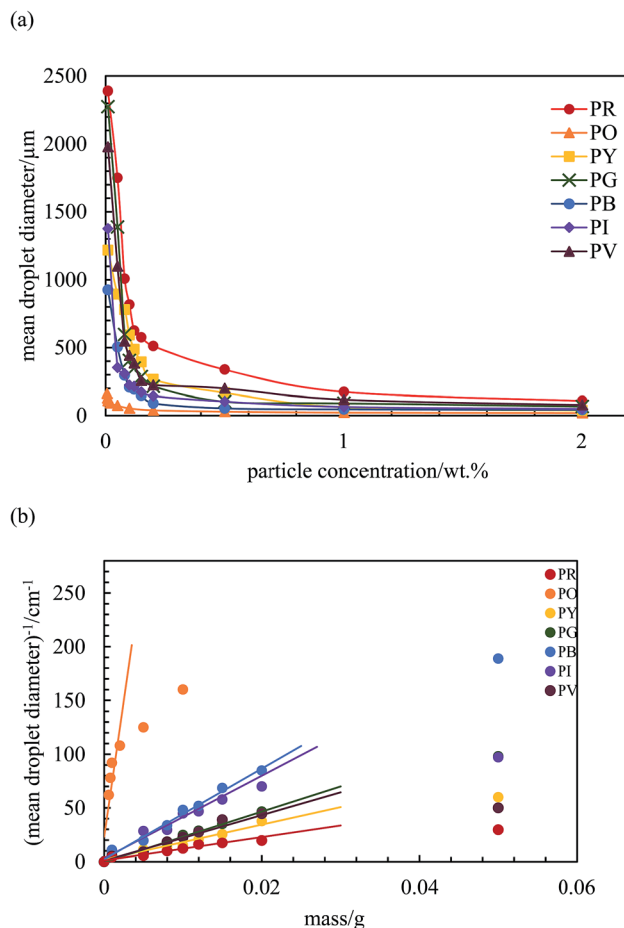 (a)
2500
2000
1500
1000
500
0
mean droplet diameter/μm
0
1
2
particle concentration/wt.%
PR
PO
PY
PG
PB
PI
PV
(b)
250
200
150
100
50
0
(mean droplet diameter)⁻¹/cm⁻¹
0
0.02
0.04
0.06
mass/g
PR
PO
PY
PG
PB
PI
PV